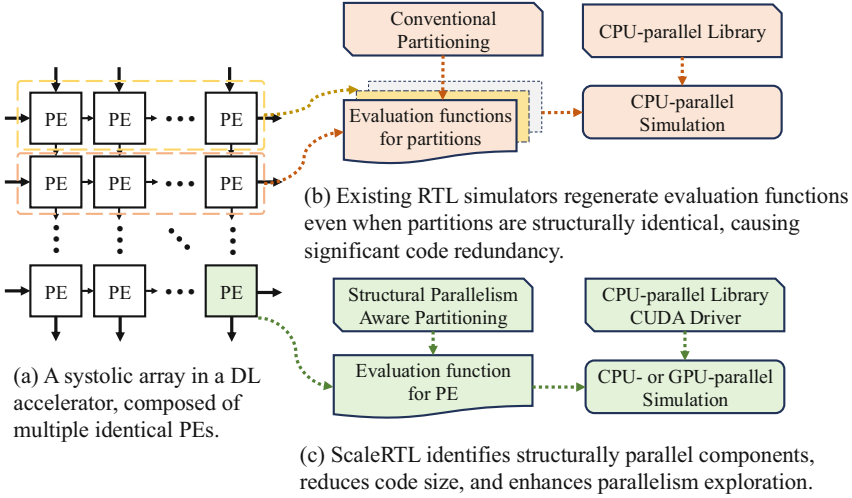 PE
PE
PE
PE
PE
PE
PE
PE
PE
(a) A systolic array in a DL
accelerator, composed of
multiple identical PEs.
Conventional
Partitioning
CPU-parallel Library
Evaluation functions
for partitions
CPU-parallel
Simulation
(b) Existing RTL simulators regenerate evaluation functions
even when partitions are structurally identical, causing
significant code redundancy.
Structural Parallelism
Aware Partitioning
CPU-parallel Library
CUDA Driver
Evaluation function
for PE
CPU- or GPU-parallel
Simulation
(c) ScaleRTL identifies structurally parallel components,
reduces code size, and enhances parallelism exploration.